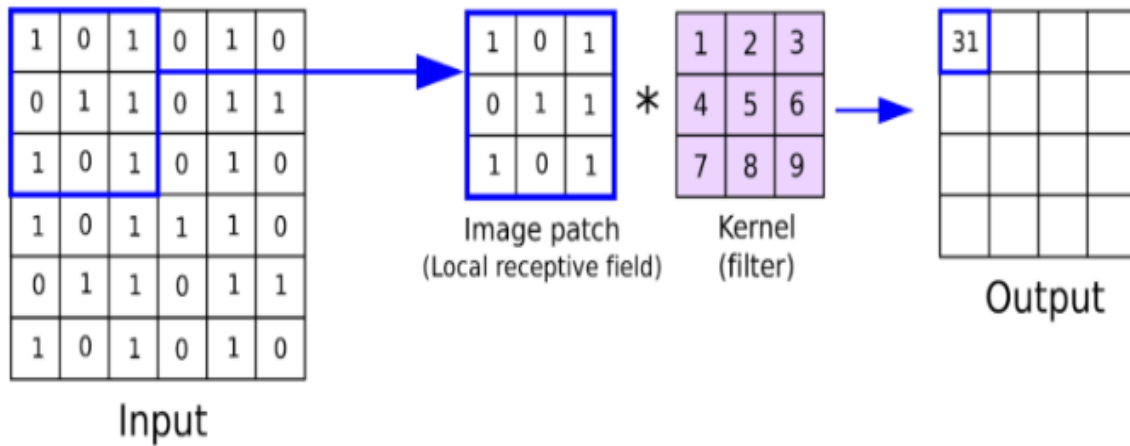 1 0 1 0 1 0 1 0 1 1 2 3 31
0 1 1 0 1 1 0 1 1 * 4 5 6
1 0 1 0 1 0 1 0 1 7 8 9
1 0 1 1 1 0
Image patch Kernel
(Local receptive field) (filter)
0 1 1 0 1 1
Output
1 0 1 0 1 0
Input